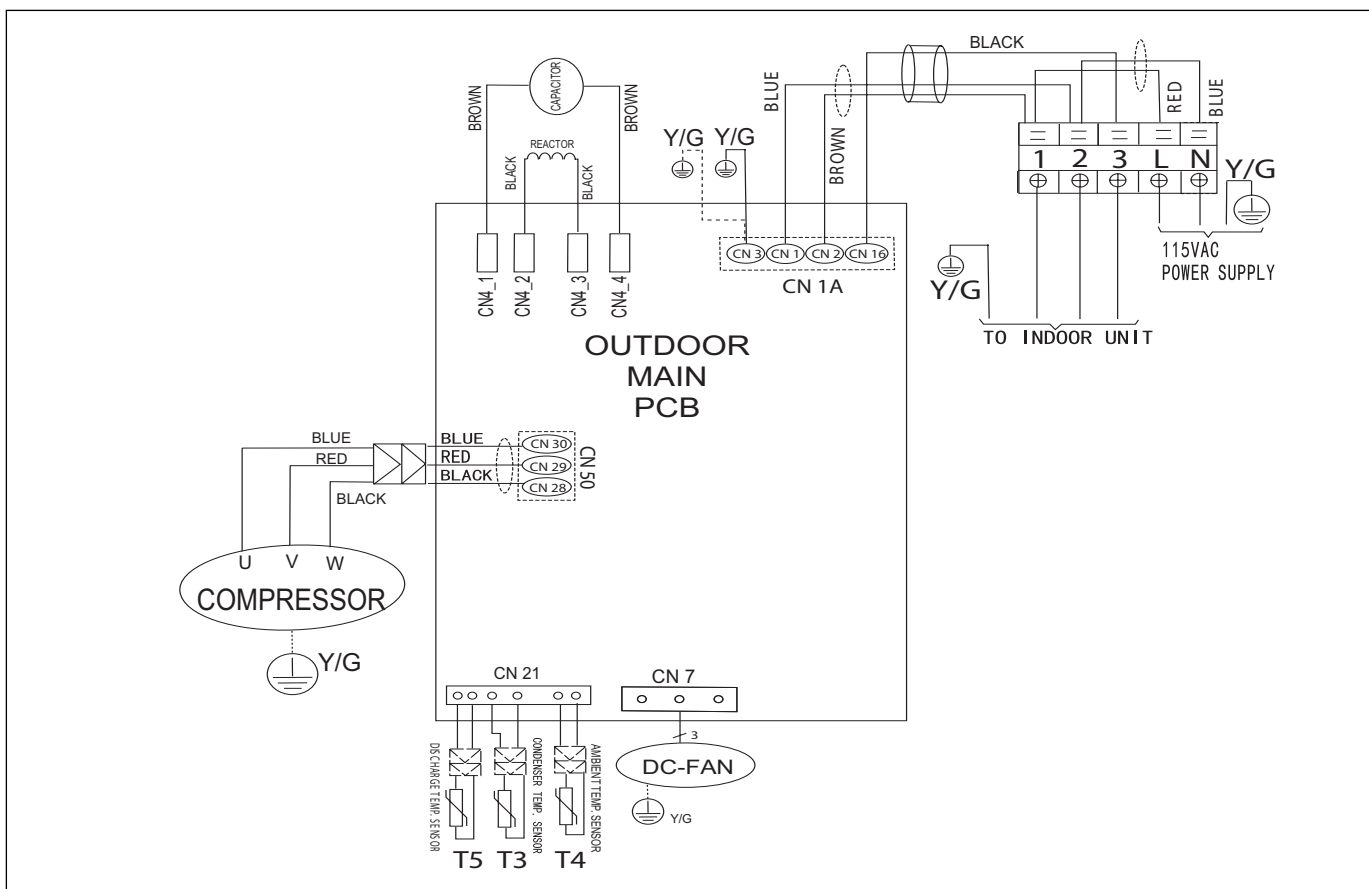 BLACK
CAPACITOR
BROWN
BROWN
REACTOR
BLACK
BLACK
Y/G Y/G
BLUE
BROWN
RED
BLUE
1 2 3 L N
Y/G
115VAC
POWER SUPPLY
Y/G
TO INDOOR UNIT
CN 3
CN 1
CN 2
CN 16
CN 1A
CN4_1
CN4_2
CN4_3
CN4_4
OUTDOOR
MAIN
PCB
BLUE
RED
BLACK
BLUE
RED
BLACK
CN 30
CN 29
CN 28
CN 50
U V W
COMPRESSOR
Y/G
CN 21
CN 7
3
DC-FAN
Y/G
DISCHARGE TEMP. SENSOR
CONDENSER TEMP. SENSOR
AMBIENT TEMP. SENSOR
T5 T3 T4